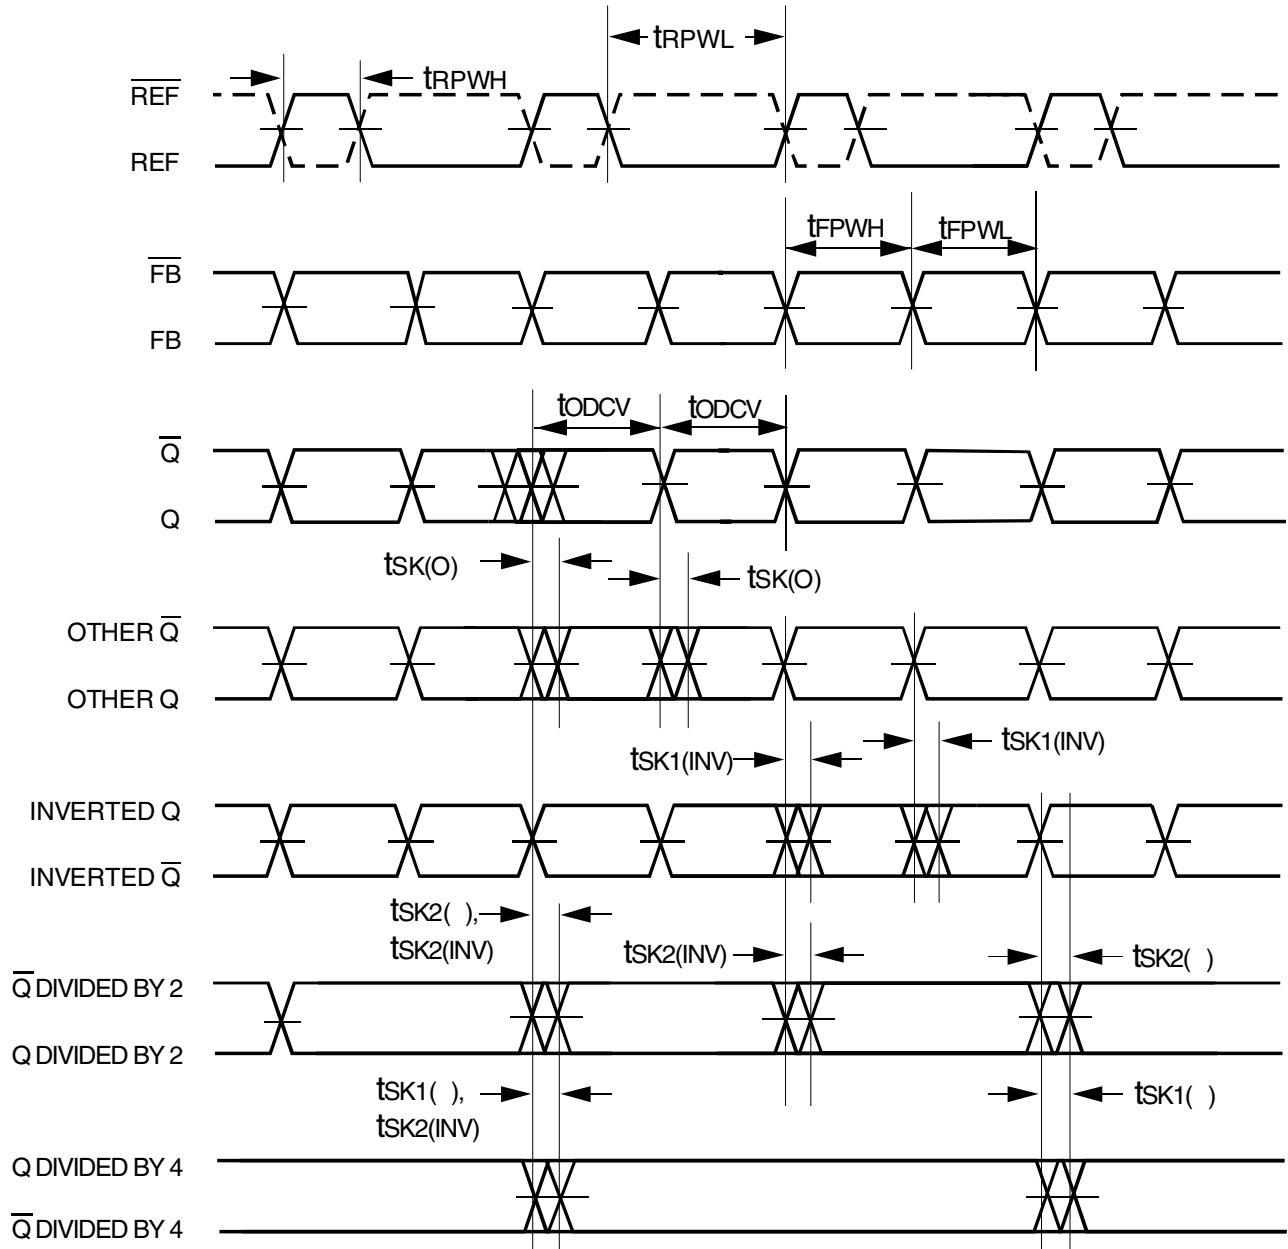 tRPWL
tRPWH
R̅E̅F̅
REF
tFPWH
tFPWL
F̅B̅
FB
tODCV
tODCV
Q̅
Q
tSK(O)
tSK(O)
OTHER Q̅
OTHER Q
tSK1(INV)
tSK1(INV)
INVERTED Q
INVERTED Q̅
tSK2( ),
tSK2(INV)
tSK2(INV)
tSK2( )
Q̅ DIVIDED BY 2
Q DIVIDED BY 2
tSK1( ),
tSK2(INV)
tSK1( )
Q DIVIDED BY 4
Q̅ DIVIDED BY 4